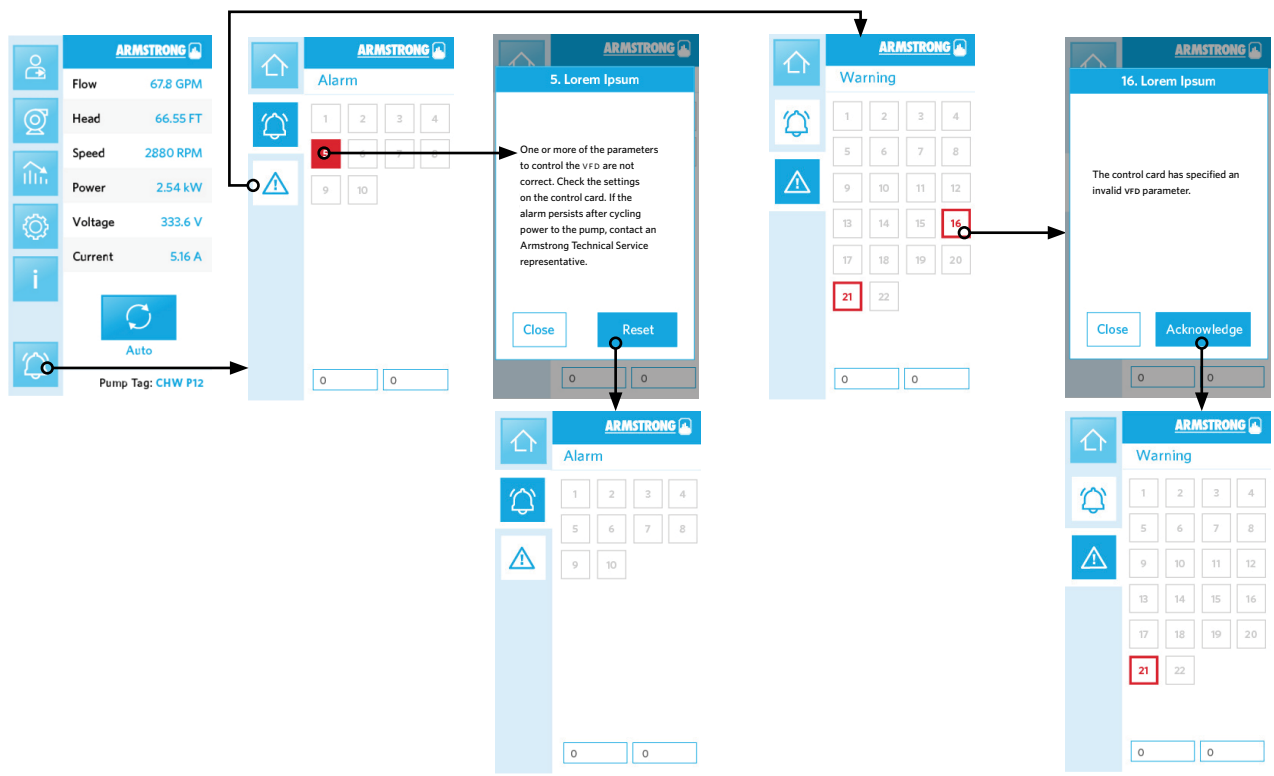 ARMSTRONG
Flow 67.8 GPM
Head 66.55 FT
Speed 2880 RPM
Power 2.54 kW
Voltage 333.6 V
Current 5.16 A
i
Auto
Pump Tag: CHW P12
ARMSTRONG
Alarm
1 2 3 4
5 6 7 8
9 10
0 0
ARMSTRONG
5. Lorem Ipsum
One or more of the parameters
to control the VFD are not
correct. Check the settings
on the control card. If the
alarm persists after cycling
power to the pump, contact an
Armstrong Technical Service
representative.
Close Reset
0 0
ARMSTRONG
Warning
1 2 3 4
5 6 7 8
9 10 11 12
13 14 15 16
17 18 19 20
21 22
0 0
ARMSTRONG
16. Lorem Ipsum
The control card has specified an
invalid VFD parameter.
Close Acknowledge
0 0
ARMSTRONG
Alarm
1 2 3 4
5 6 7 8
9 10
0 0
ARMSTRONG
Warning
1 2 3 4
5 6 7 8
9 10 11 12
13 14 15 16
17 18 19 20
21 22
0 0